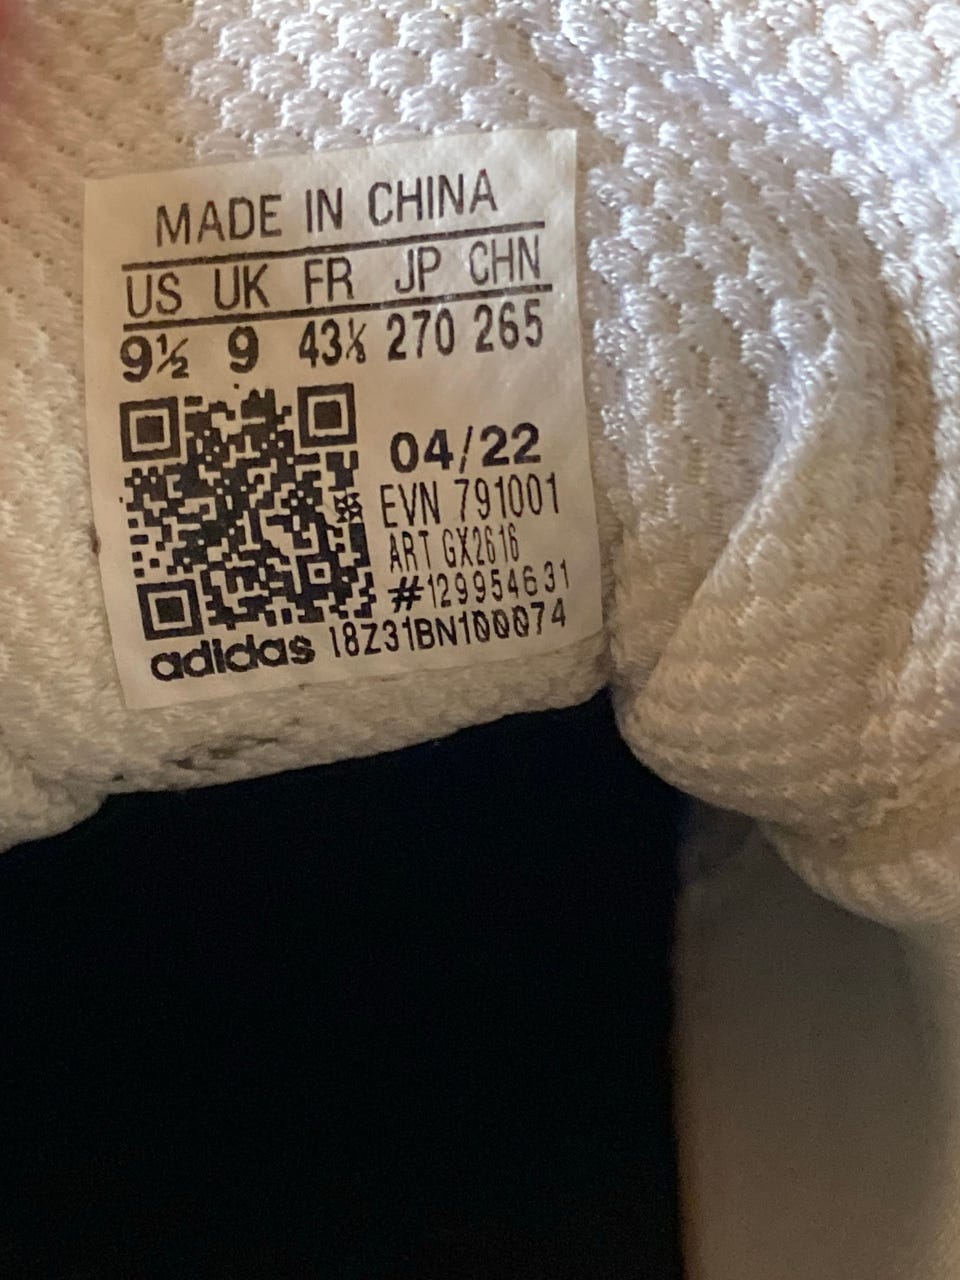 MADE IN CHINA
US UK FR JP CHN
9½ 9 43⅓ 270 265
04/22
EVN 791001
ART GX2616
#129954631
adidas 18Z31BN100074